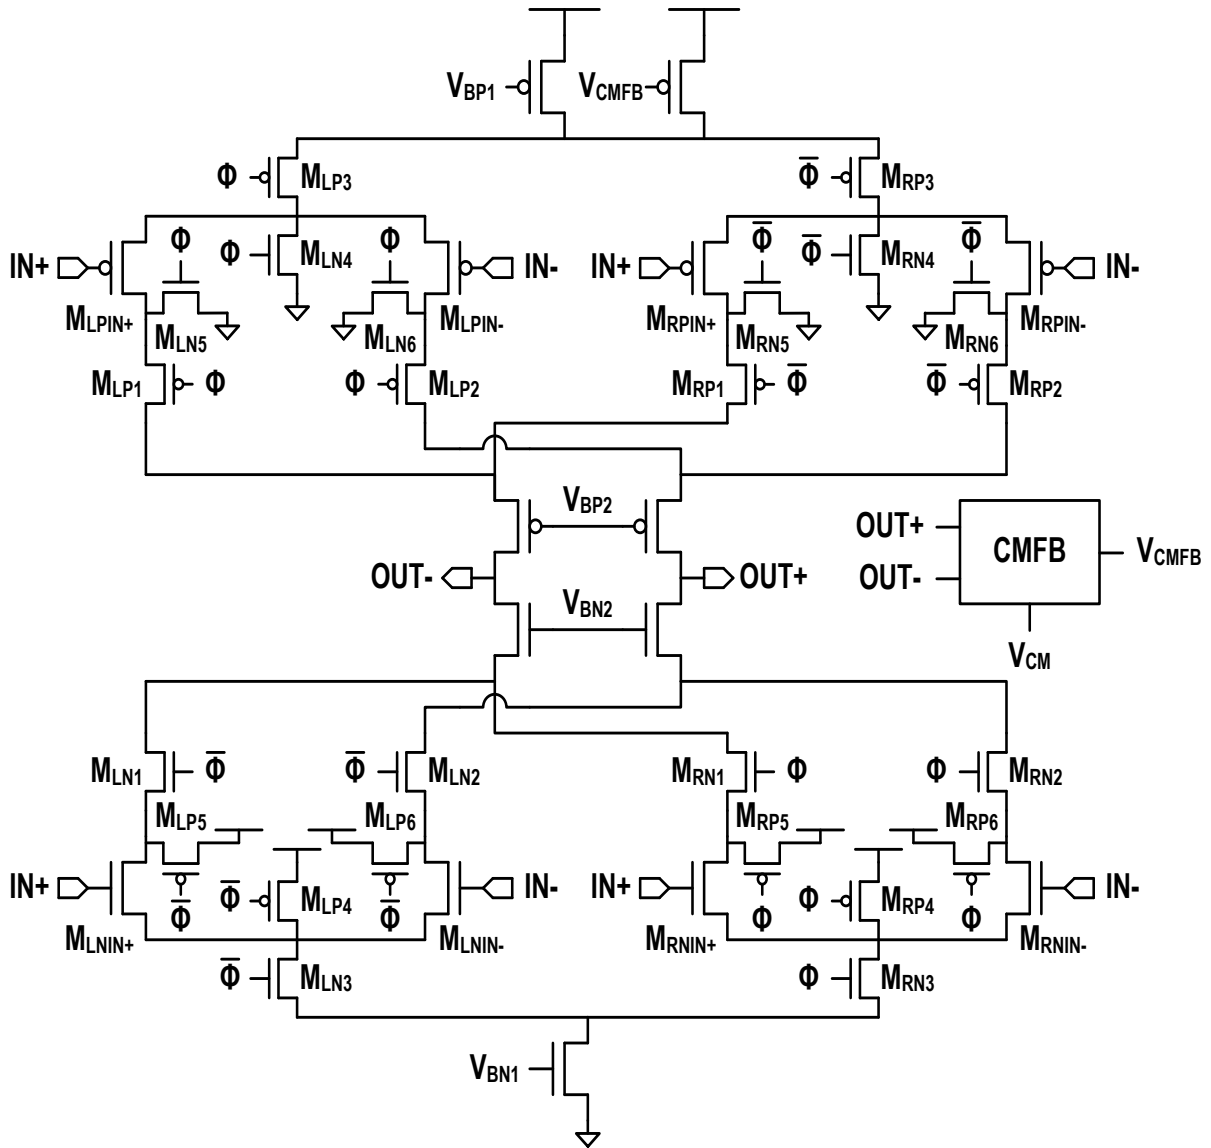 V_BP1 V_CMFB
Φ M_LP3 Φ̅ M_RP3
Φ Φ M_LN4 Φ Φ̅ Φ̅ M_RN4 Φ̅
IN+ IN- IN+ IN-
M_LPIN+ M_LN5 M_LN6 M_LPIN- M_RPIN+ M_RN5 M_RN6 M_RPIN-
M_LP1 Φ Φ M_LP2 M_RP1 Φ̅ Φ̅ M_RP2
V_BP2
OUT+ CMFB V_CMFB
OUT- OUT+ OUT-
V_BN2
V_CM
M_LN1 Φ̅ Φ̅ M_LN2 M_RN1 Φ Φ M_RN2
M_LP5 M_LP6 M_RP5 M_RP6
IN+ Φ̅ Φ̅ M_LP4 Φ̅ IN- IN+ Φ Φ M_RP4 Φ IN-
M_LNIN+ M_LNIN- M_RNIN+ M_RNIN-
Φ̅ M_LN3 Φ M_RN3
V_BN1